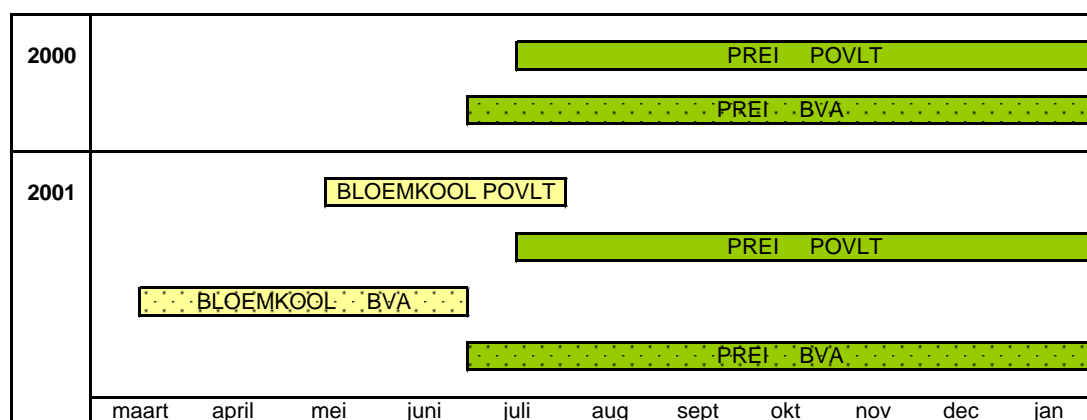 2000
PREI POVLT
PREI BVA
2001
BLOEMKOOL POVLT
PREI POVLT
BLOEMKOOL BVA
PREI BVA
maart april mei juni juli aug sept okt nov dec jan